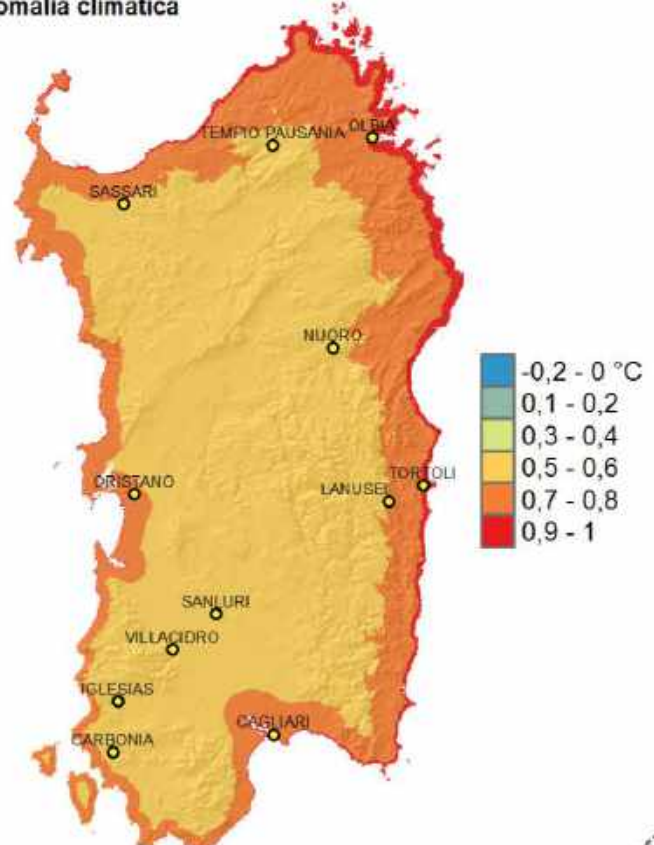 omalia climatica
TEMPIO PAUSANIA
OLBIA
SASSARI
NUORO
ORISTANO
LANUSEI
TORTOLI
SANLURI
VILLACIDRO
IGLESIAS
CAGLIARI
CARBONIA
-0,2 - 0 °C
0,1 - 0,2
0,3 - 0,4
0,5 - 0,6
0,7 - 0,8
0,9 - 1